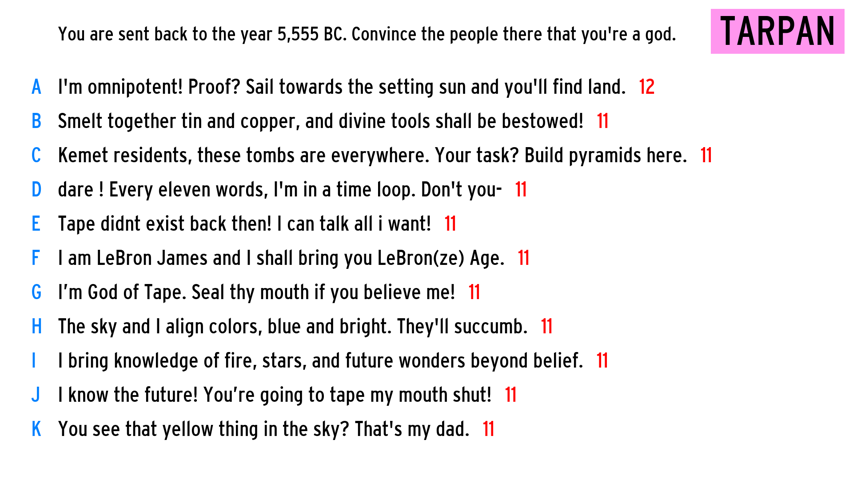 You are sent back to the year 5,555 BC. Convince the people there that you're a god.
TARPAN
A I'm omnipotent! Proof? Sail towards the setting sun and you'll find land. 12
B Smelt together tin and copper, and divine tools shall be bestowed! 11
C Kemet residents, these tombs are everywhere. Your task? Build pyramids here. 11
D dare ! Every eleven words, I'm in a time loop. Don't you- 11
E Tape didnt exist back then! I can talk all i want! 11
F I am LeBron James and I shall bring you LeBron(ze) Age. 11
G I’m God of Tape. Seal thy mouth if you believe me! 11
H The sky and I align colors, blue and bright. They'll succumb. 11
I I bring knowledge of fire, stars, and future wonders beyond belief. 11
J I know the future! You’re going to tape my mouth shut! 11
K You see that yellow thing in the sky? That's my dad. 11